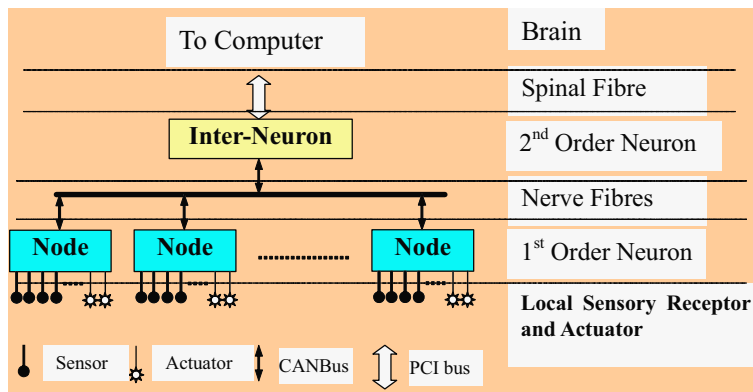 To Computer
Brain
Spinal Fibre
Inter-Neuron
2nd Order Neuron
Nerve Fibres
Node
Node
Node
1st Order Neuron
Local Sensory Receptor
and Actuator
Sensor
Actuator
CANBus
PCI bus